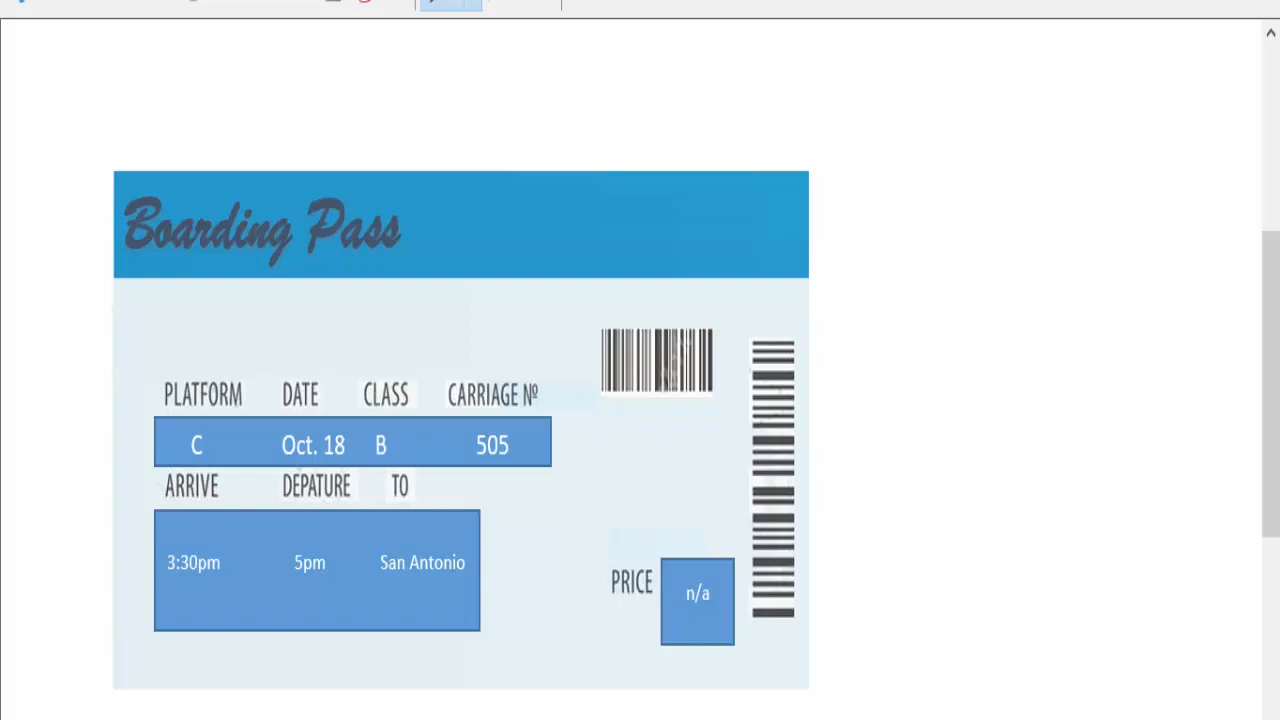 Boarding Pass
PLATFORM DATE CLASS CARRIAGE Nº
C Oct. 18 B 505
ARRIVE DEPATURE TO
3:30pm 5pm San Antonio
PRICE n/a